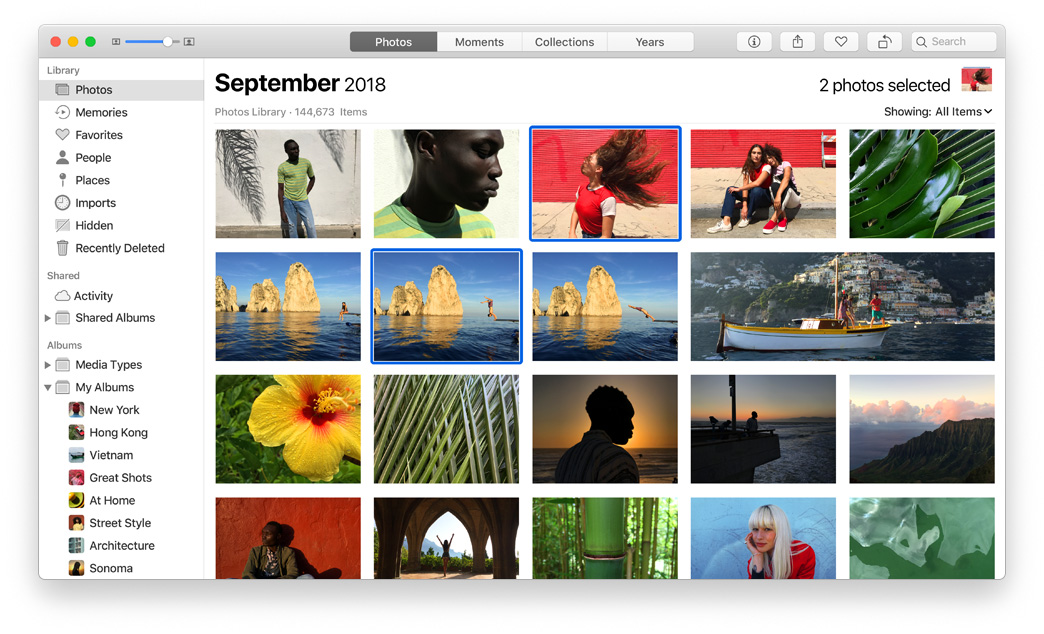 Photos Moments Collections Years Search
Library
Photos
Memories
Favorites
People
Places
Imports
Hidden
Recently Deleted
Shared
Activity
Shared Albums
Albums
Media Types
My Albums
New York
Hong Kong
Vietnam
Great Shots
At Home
Street Style
Architecture
Sonoma
September 2018
2 photos selected
Photos Library · 144,673 Items
Showing: All Items